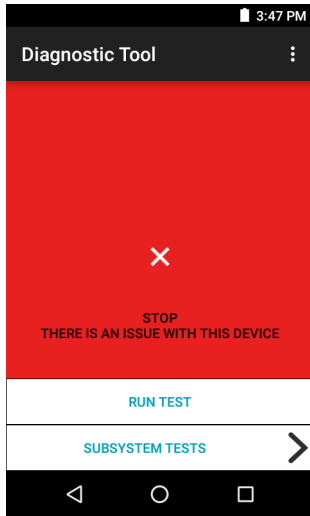 3:47 PM
Diagnostic Tool
STOP
THERE IS AN ISSUE WITH THIS DEVICE
RUN TEST
SUBSYSTEM TESTS